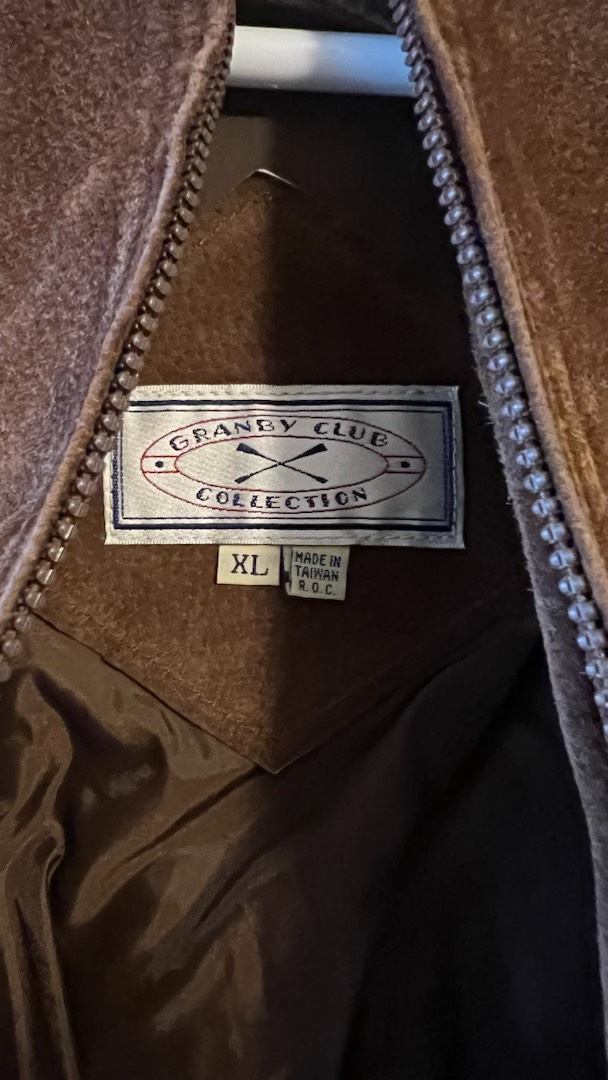 GRANBY CLUB
COLLECTION
XL
MADE IN
TAIWAN
R.O.C.